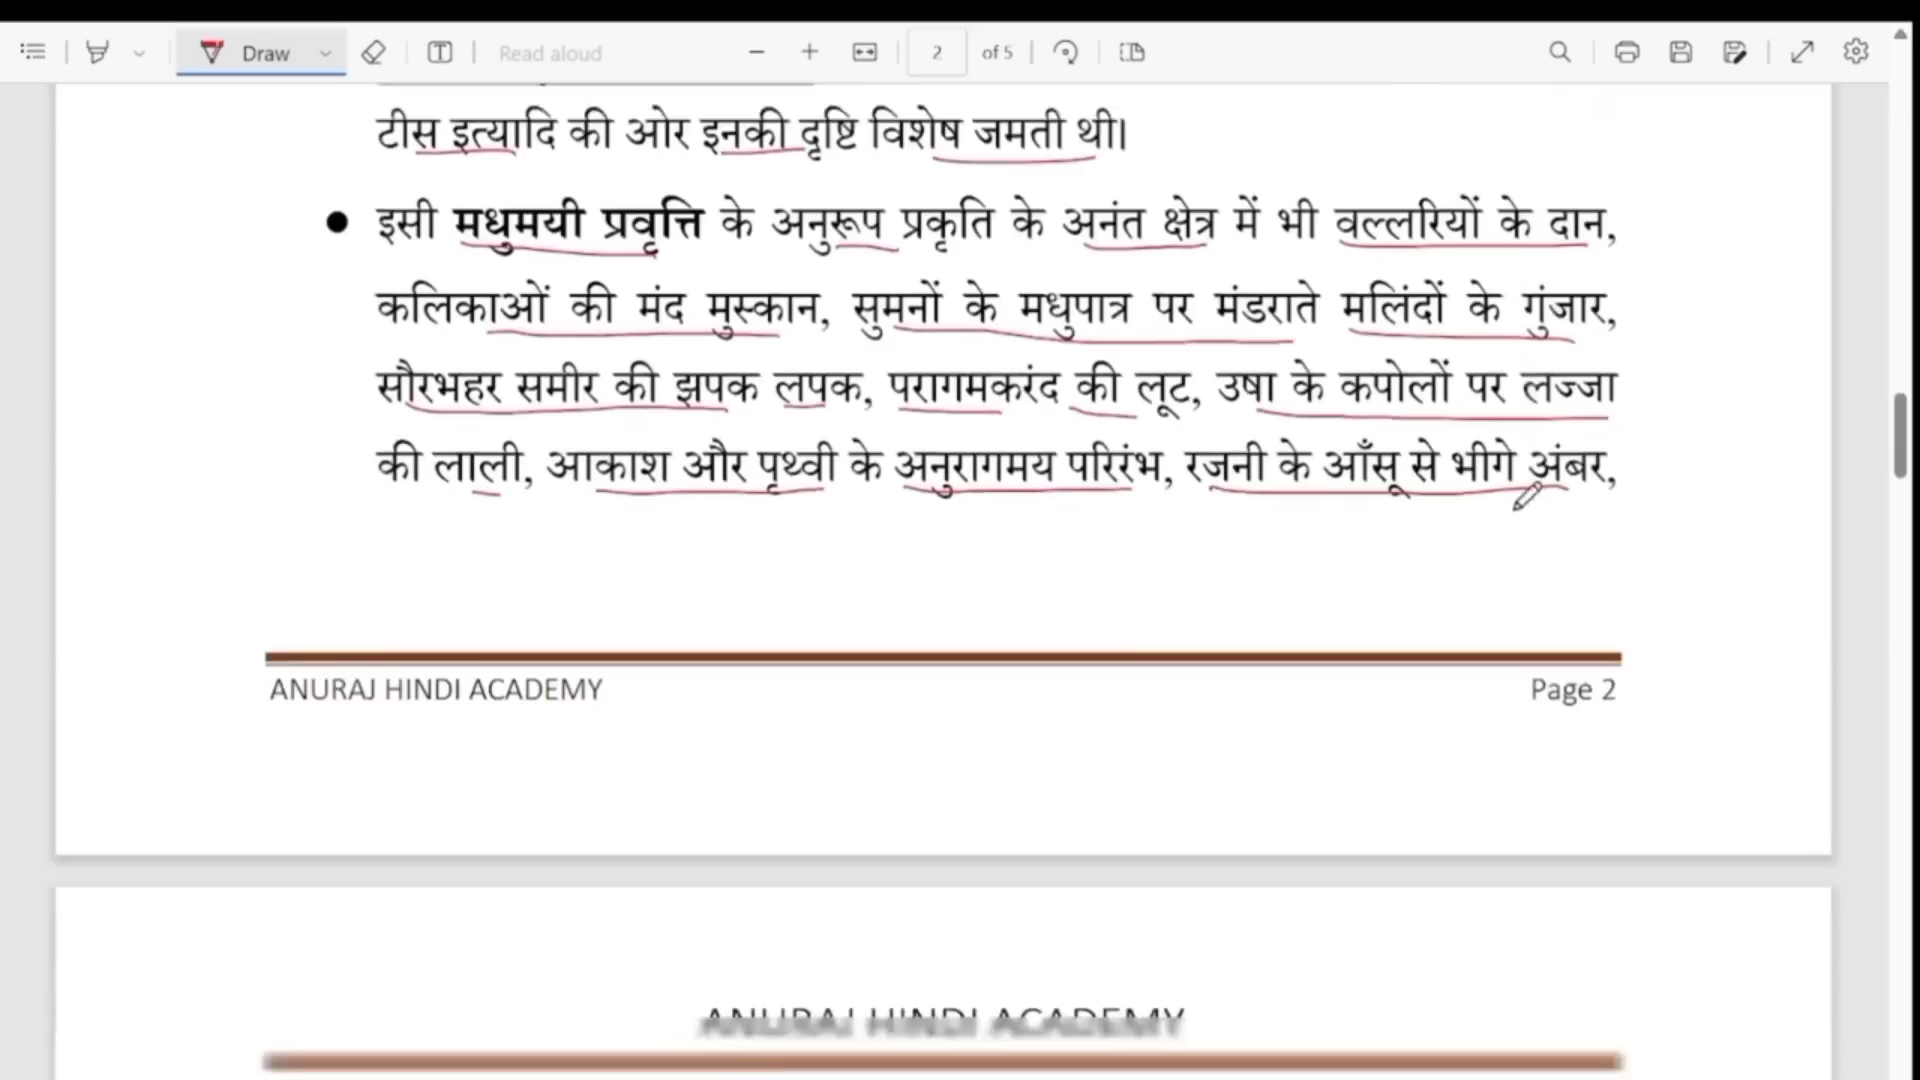 Draw
Read aloud
2 of 5
टीस इत्यादि की ओर इनकी दृष्टि विशेष जमती थी।
● इसी मधुमयी प्रवृत्ति के अनुरूप प्रकृति के अनंत क्षेत्र में भी वल्लरियों के दान,
कलिकाओं की मंद मुस्कान, सुमनों के मधुपात्र पर मंडराते मलिंदों के गुंजार,
सौरभहर समीर की झपक लपक, परागमकरंद की लूट, उषा के कपोलों पर लज्जा
की लाली, आकाश और पृथ्वी के अनुरागमय परिरंभ, रजनी के आँसू से भीगे अंबर,
ANURAJ HINDI ACADEMY
Page 2
ANURAJ HINDI ACADEMY